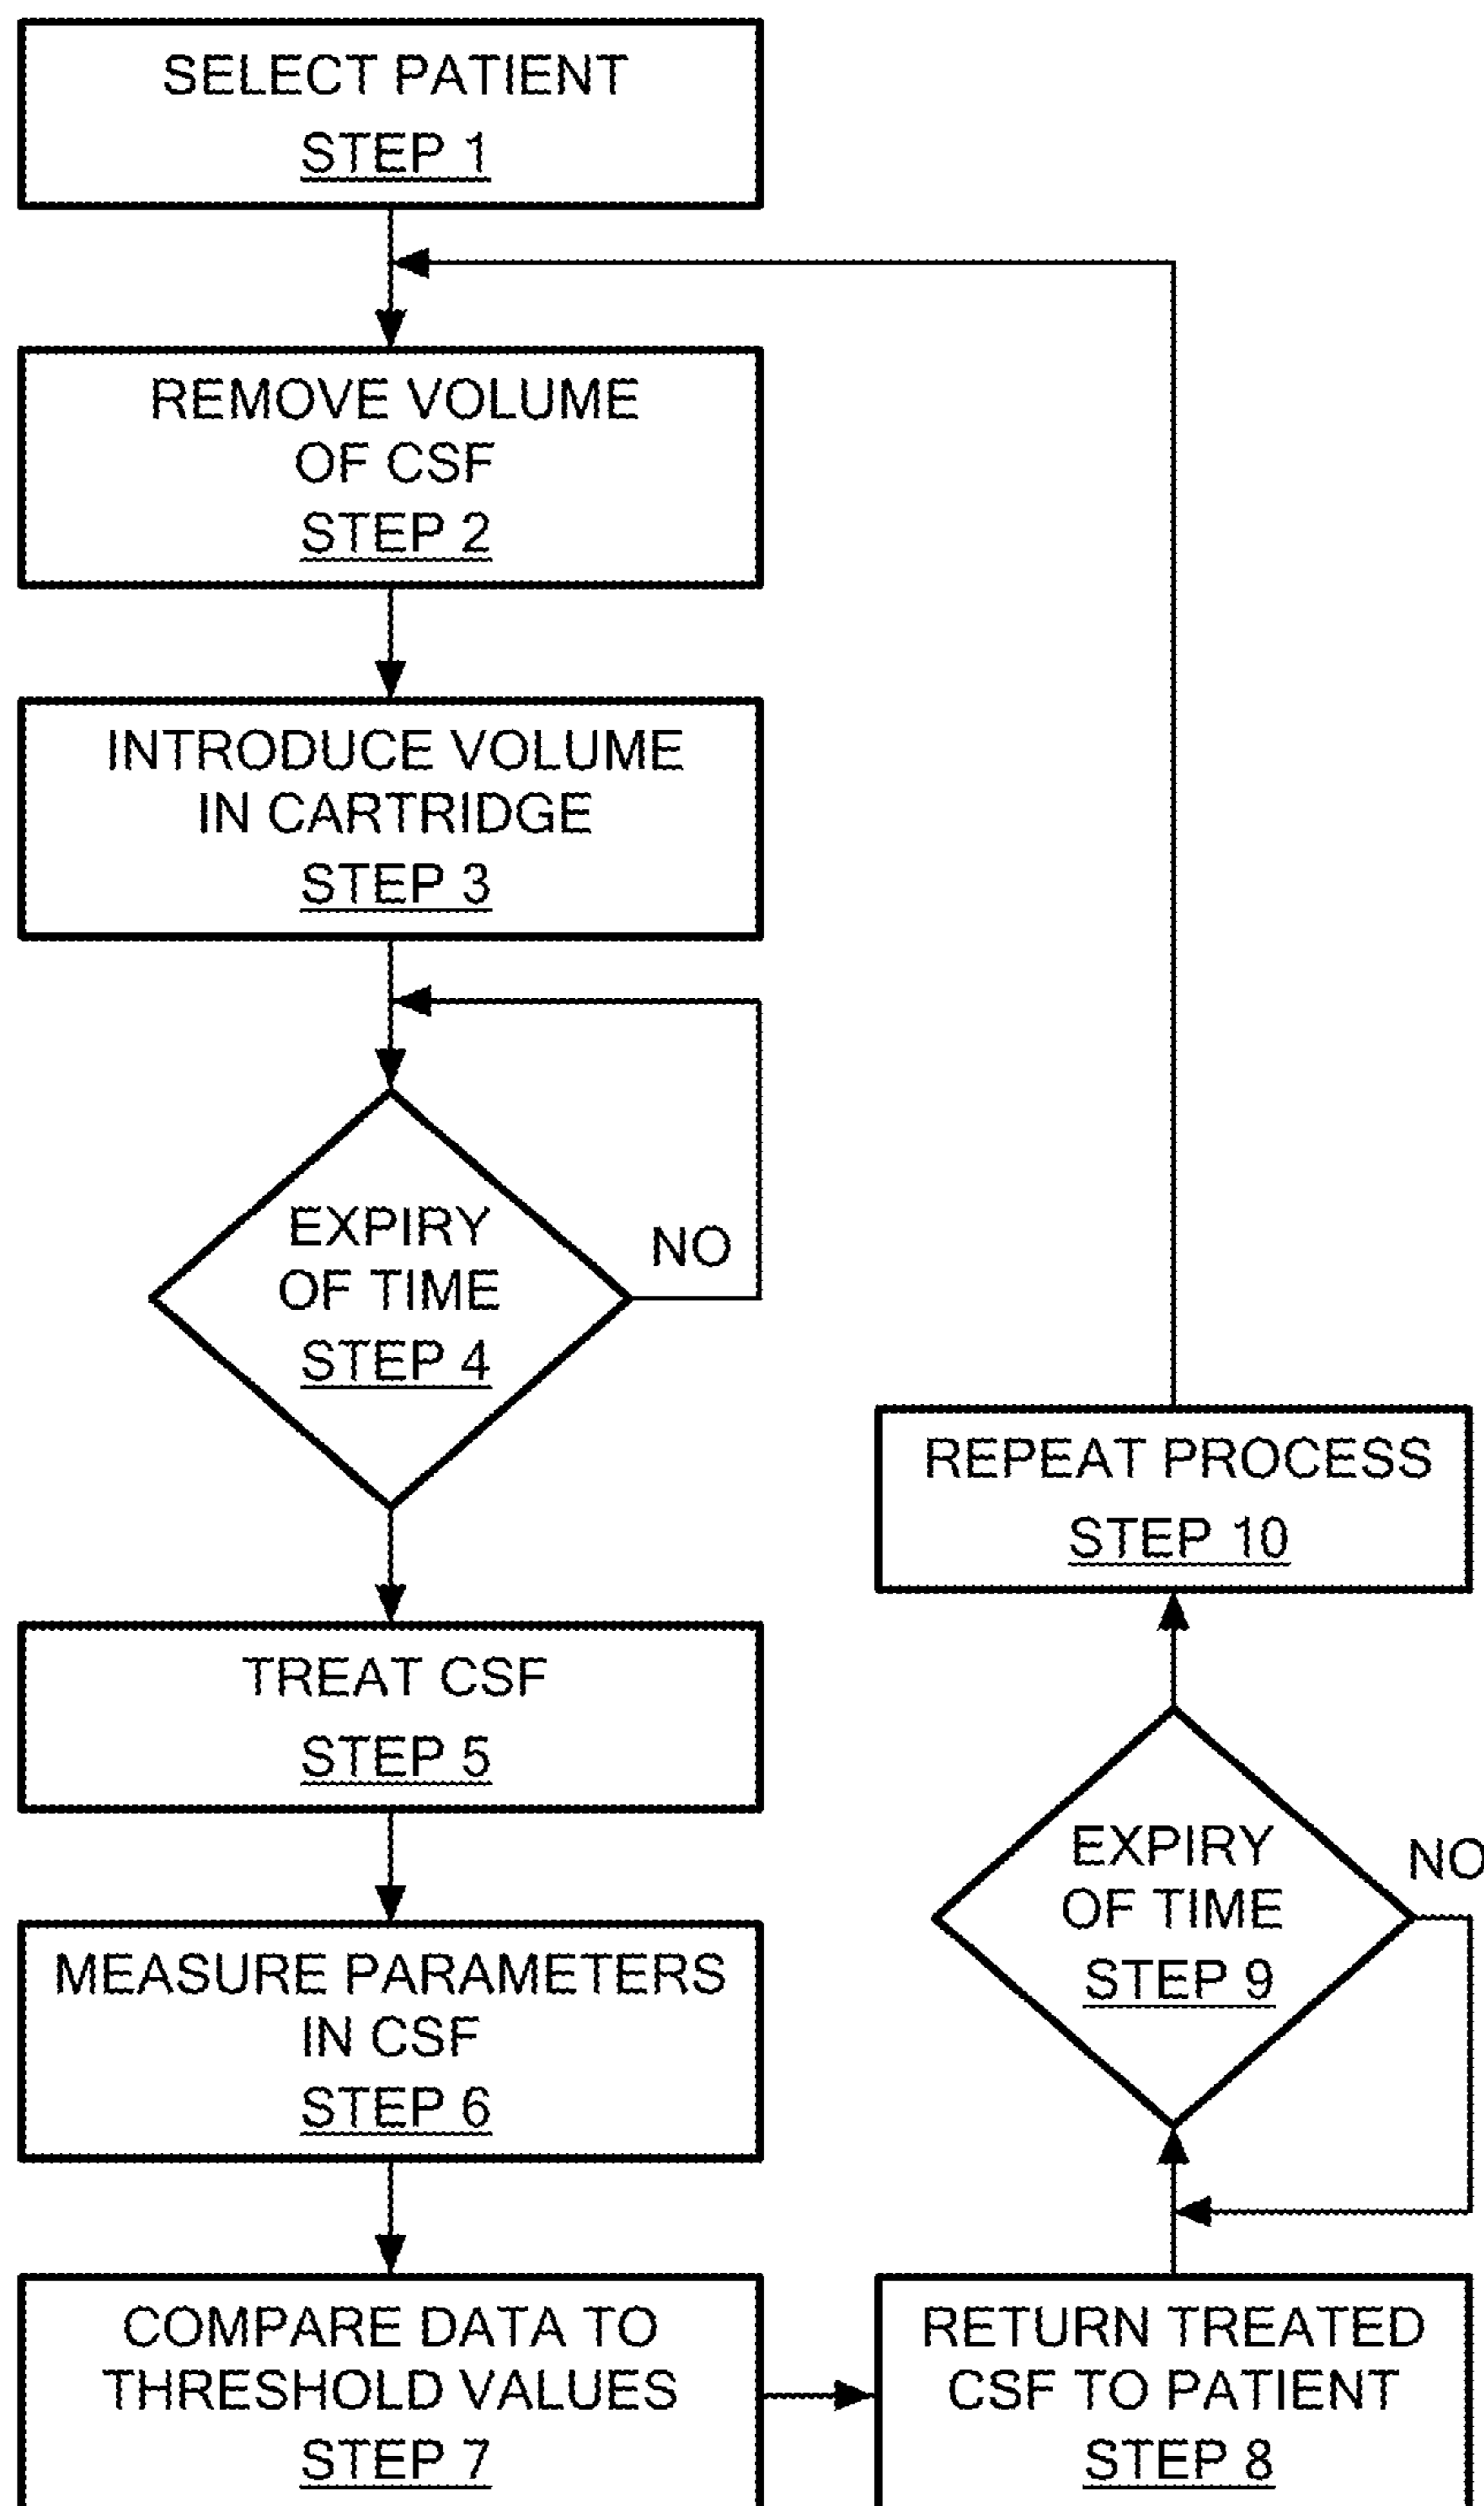 SELECT PATIENT
STEP 1
REMOVE VOLUME
OF CSF
STEP 2
INTRODUCE VOLUME
IN CARTRIDGE
STEP 3
EXPIRY
OF TIME
STEP 4
NO
TREAT CSF
STEP 5
MEASURE PARAMETERS
IN CSF
STEP 6
COMPARE DATA TO
THRESHOLD VALUES
STEP 7
RETURN TREATED
CSF TO PATIENT
STEP 8
EXPIRY
OF TIME
STEP 9
NO
REPEAT PROCESS
STEP 10